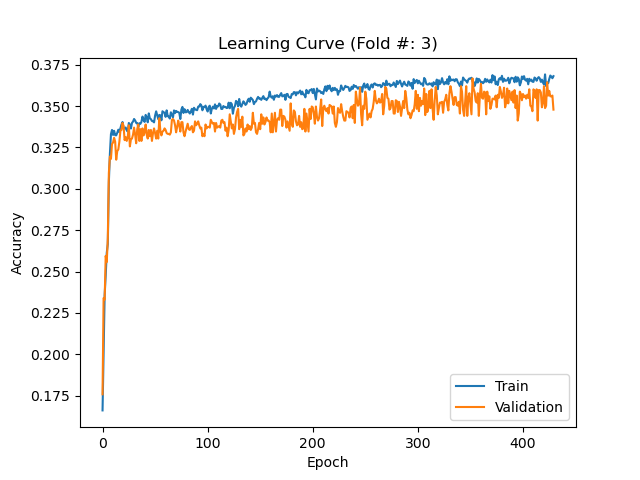 Learning Curve (Fold #: 3)
0.375
0.350
0.325
0.300
0.275
0.250
0.225
0.200
0.175
Accuracy
0 100 200 300 400
Epoch
Train
Validation